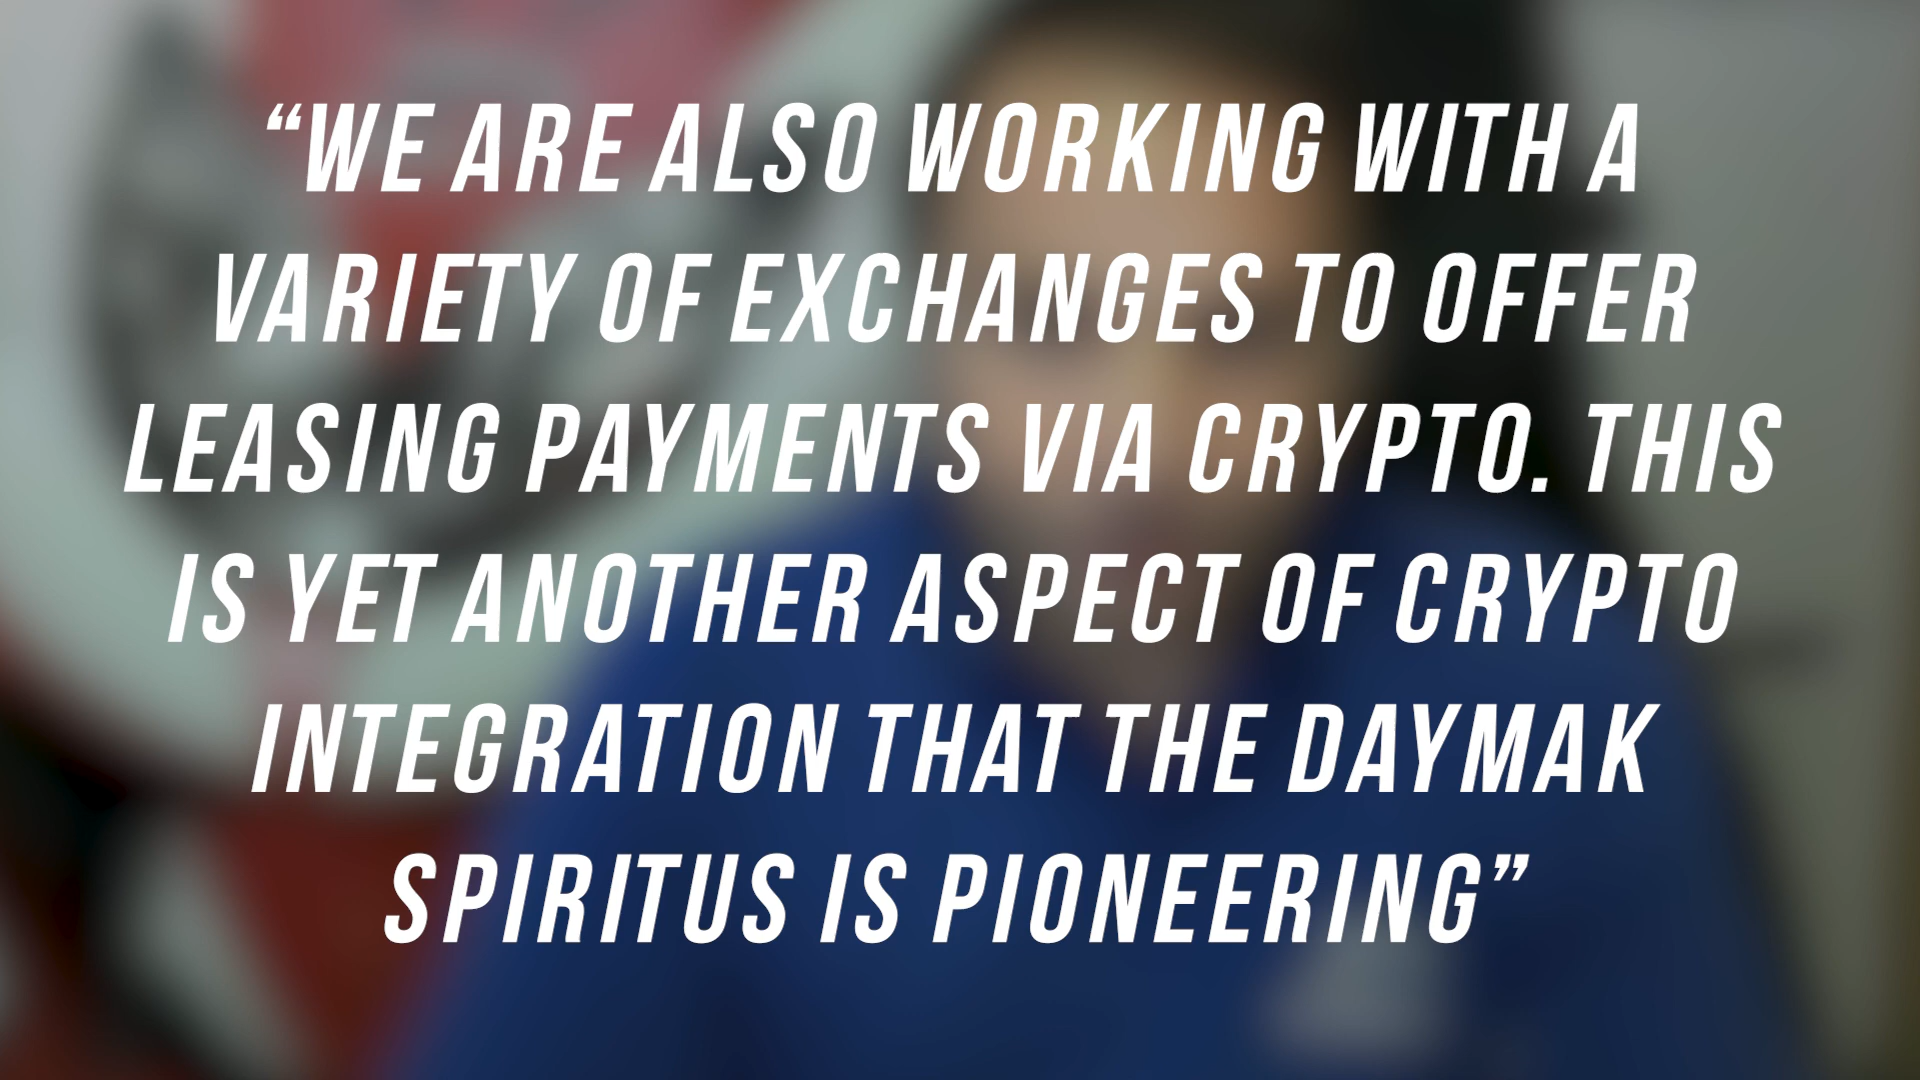 “WE ARE ALSO WORKING WITH A
VARIETY OF EXCHANGES TO OFFER
LEASING PAYMENTS VIA CRYPTO. THIS
IS YET ANOTHER ASPECT OF CRYPTO
INTEGRATION THAT THE DAYMAK
SPIRITUS IS PIONEERING”